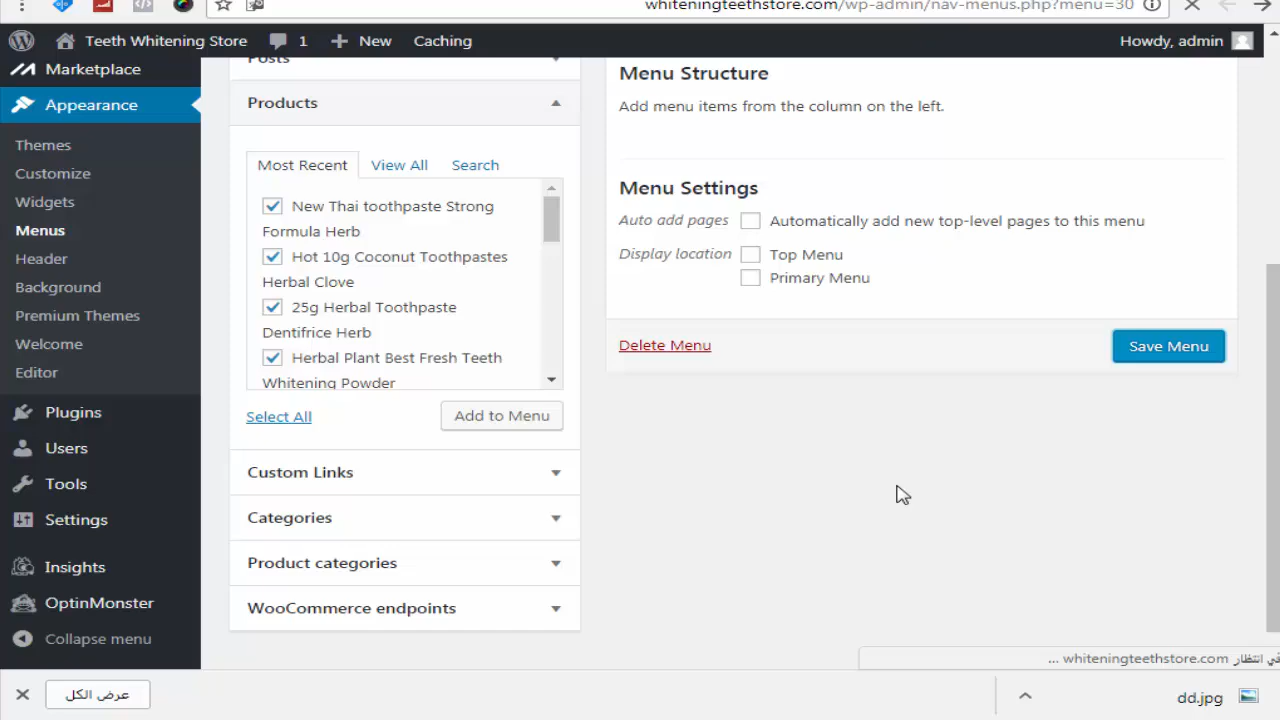 whiteningteethstore.com/wp-admin/nav-menus.php?menu=30
Teeth Whitening Store 1 New Caching Howdy, admin
Marketplace
Appearance
Themes
Customize
Widgets
Menus
Header
Background
Premium Themes
Welcome
Editor
Plugins
Users
Tools
Settings
Insights
OptinMonster
Collapse menu
Posts
Products
Most Recent View All Search
New Thai toothpaste Strong
Formula Herb
Hot 10g Coconut Toothpastes
Herbal Clove
25g Herbal Toothpaste
Dentifrice Herb
Herbal Plant Best Fresh Teeth
Whitening Powder
Select All Add to Menu
Custom Links
Categories
Product categories
WooCommerce endpoints
Menu Structure
Add menu items from the column on the left.
Menu Settings
Auto add pages Automatically add new top-level pages to this menu
Display location Top Menu
Primary Menu
Delete Menu Save Menu
في انتظار whiteningteethstore.com ...
عرض الكل
dd.jpg